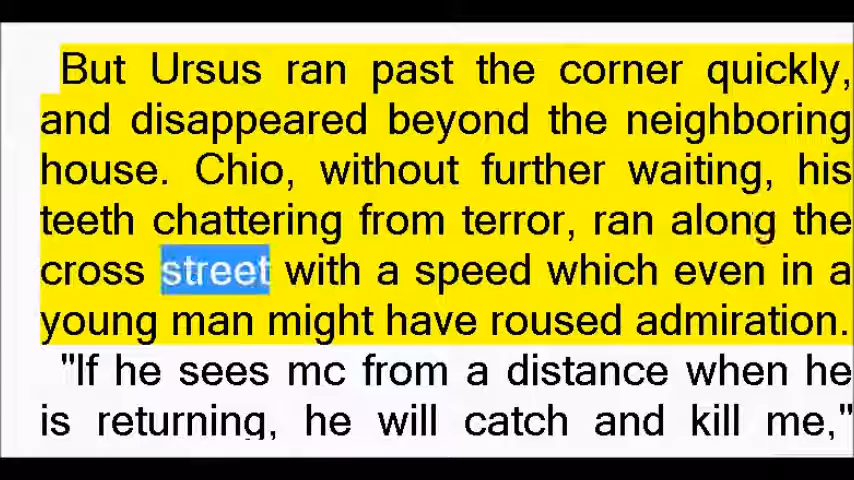 But Ursus ran past the corner quickly,
and disappeared beyond the neighboring
house. Chio, without further waiting, his
teeth chattering from terror, ran along the
cross street with a speed which even in a
young man might have roused admiration.
"If he sees mc from a distance when he
is returning, he will catch and kill me,"